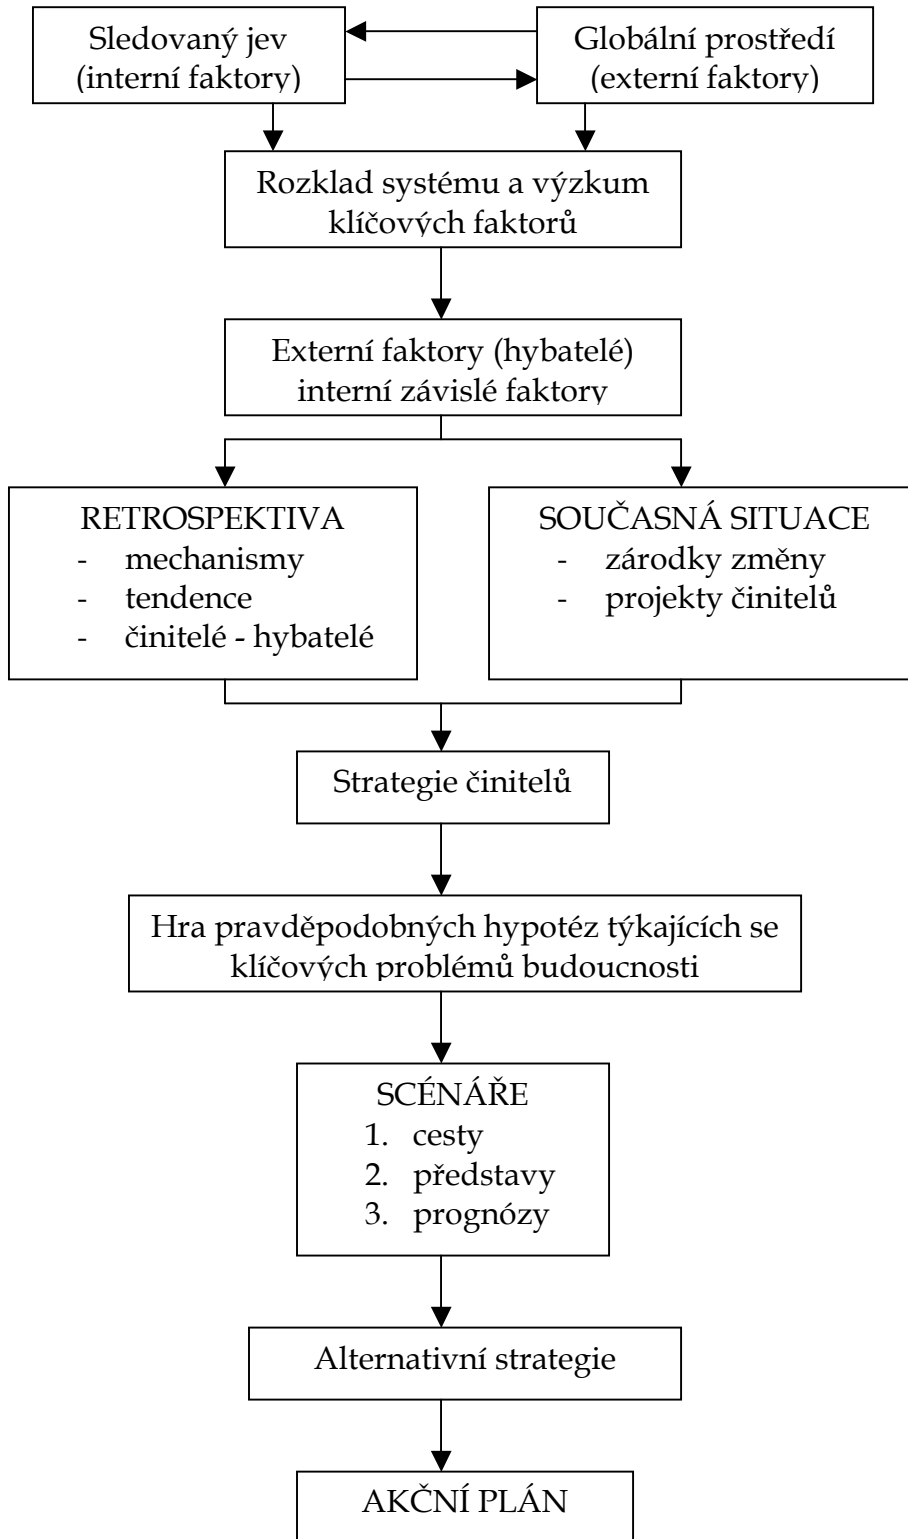 Sledovaný jev
(interní faktory)
Globální prostředí
(externí faktory)
Rozklad systému a výzkum
klíčových faktorů
Externí faktory (hybatelé)
interní závislé faktory
RETROSPEKTIVA
- mechanismy
- tendence
- činitelé - hybatelé
SOUČASNÁ SITUACE
- zárodky změny
- projekty činitelů
Strategie činitelů
Hra pravděpodobných hypotéz týkajících se
klíčových problémů budoucnosti
SCÉNÁŘE
1. cesty
2. představy
3. prognózy
Alternativní strategie
AKČNÍ PLÁN